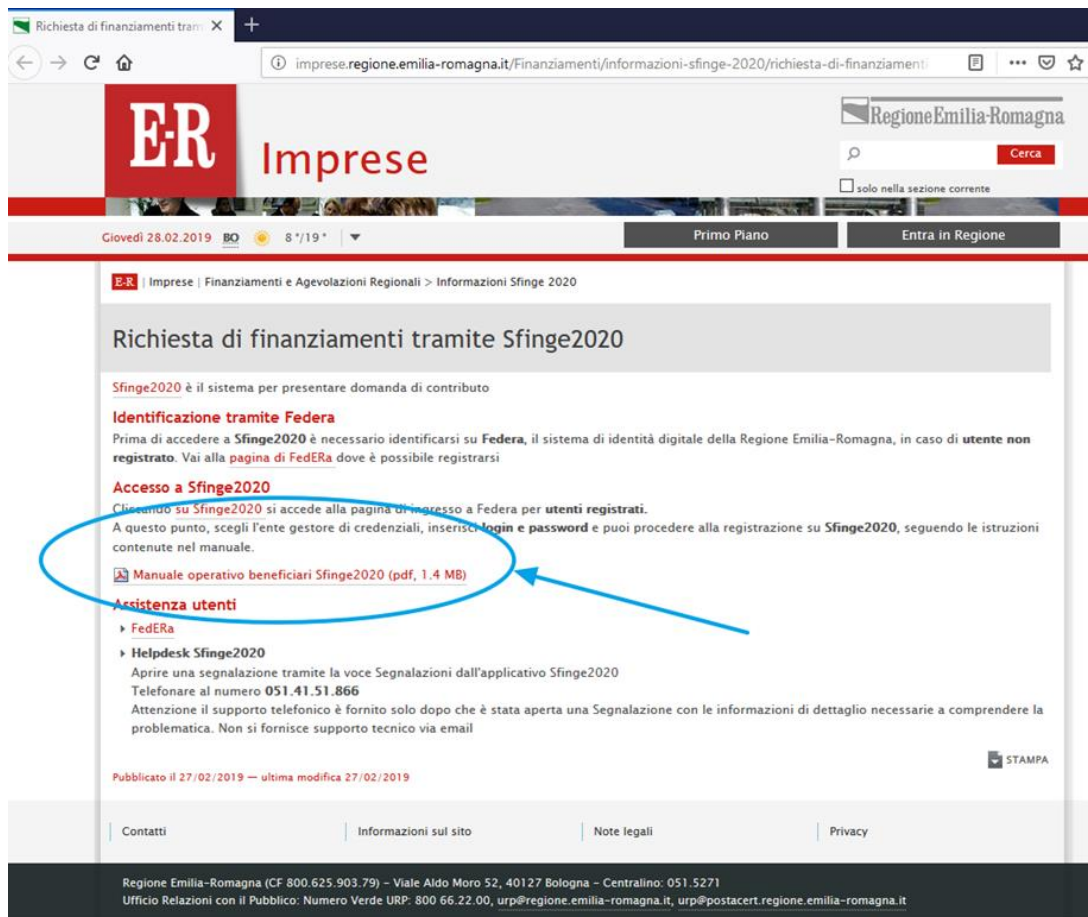 Richiesta di finanziamenti tram
imprese.regione.emilia-romagna.it/Finanziamenti/informazioni-sfinge-2020/richiesta-di-finanziamenti
E-R
Imprese
RegioneEmilia-Romagna
Cerca
solo nella sezione corrente
Giovedì 28.02.2019 BO 8°/19°
Primo Piano
Entra in Regione
E-R | Imprese | Finanziamenti e Agevolazioni Regionali > Informazioni Sfinge 2020
Richiesta di finanziamenti tramite Sfinge2020
Sfinge2020 è il sistema per presentare domanda di contributo
Identificazione tramite Federa
Prima di accedere a Sfinge2020 è necessario identificarsi su Federa, il sistema di identità digitale della Regione Emilia-Romagna, in caso di utente non
registrato. Vai alla pagina di FedERa dove è possibile registrarsi
Accesso a Sfinge2020
Cliccando su Sfinge2020 si accede alla pagina di ingresso a Federa per utenti registrati.
A questo punto, scegli l'ente gestore di credenziali, inserisci login e password e puoi procedere alla registrazione su Sfinge2020, seguendo le istruzioni
contenute nel manuale.
Manuale operativo beneficiari Sfinge2020 (pdf, 1.4 MB)
Assistenza utenti
FedERa
Helpdesk Sfinge2020
Aprire una segnalazione tramite la voce Segnalazioni dall'applicativo Sfinge2020
Telefonare al numero 051.41.51.866
Attenzione il supporto telefonico è fornito solo dopo che è stata aperta una Segnalazione con le informazioni di dettaglio necessarie a comprendere la
problematica. Non si fornisce supporto tecnico via email
STAMPA
Pubblicato il 27/02/2019 — ultima modifica 27/02/2019
Contatti
Informazioni sul sito
Note legali
Privacy
Regione Emilia-Romagna (CF 800.625.903.79) - Viale Aldo Moro 52, 40127 Bologna - Centralino: 051.5271
Ufficio Relazioni con il Pubblico: Numero Verde URP: 800 66.22.00, urp@regione.emilia-romagna.it, urp@postacert.regione.emilia-romagna.it